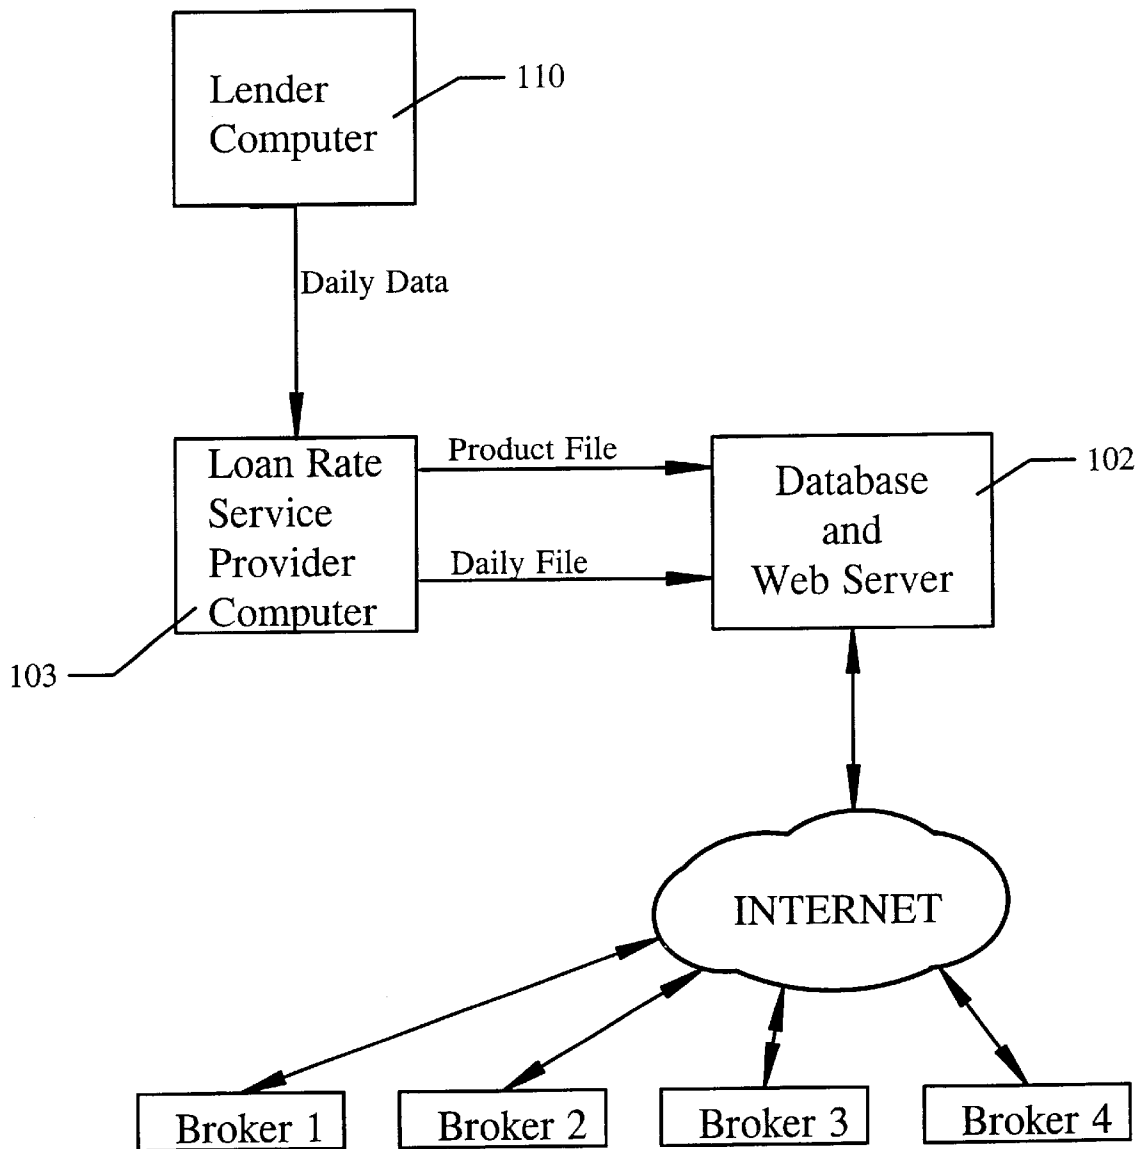 Lender
Computer
110
Daily Data
Loan Rate
Service
Provider
Computer
103
Product File
Daily File
Database
and
Web Server
102
INTERNET
Broker 1
Broker 2
Broker 3
Broker 4